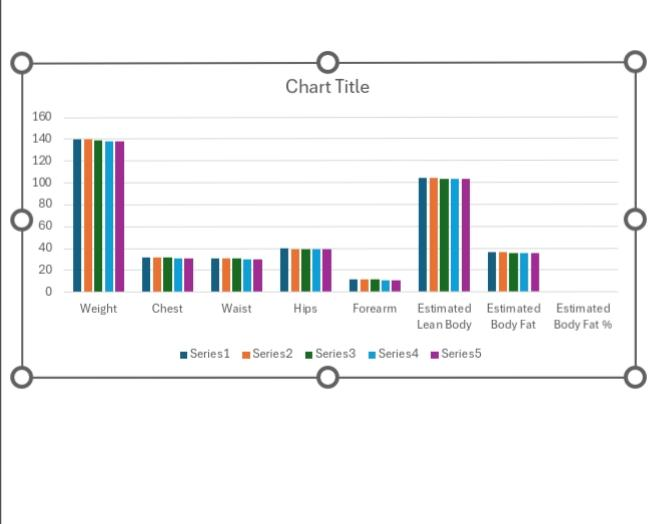 Chart Title
160
140
120
100
80
60
40
20
0
Weight Chest Waist Hips Forearm Estimated Estimated Estimated
Lean Body Body Fat Body Fat %
Series1 Series2 Series3 Series4 Series5